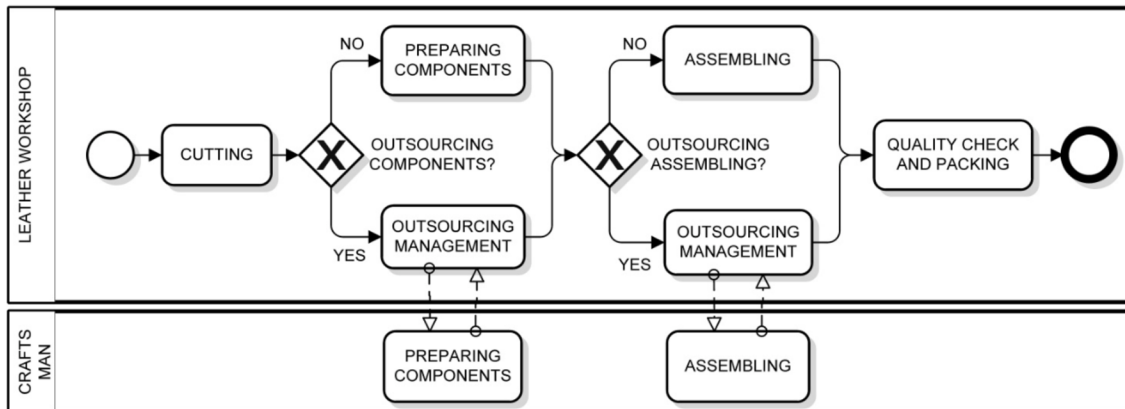 LEATHER WORKSHOP
CUTTING
NO
PREPARING
COMPONENTS
OUTSOURCING
COMPONENTS?
YES
OUTSOURCING
MANAGEMENT
NO
ASSEMBLING
OUTSOURCING
ASSEMBLING?
YES
OUTSOURCING
MANAGEMENT
QUALITY CHECK
AND PACKING
CRAFTS
MAN
PREPARING
COMPONENTS
ASSEMBLING